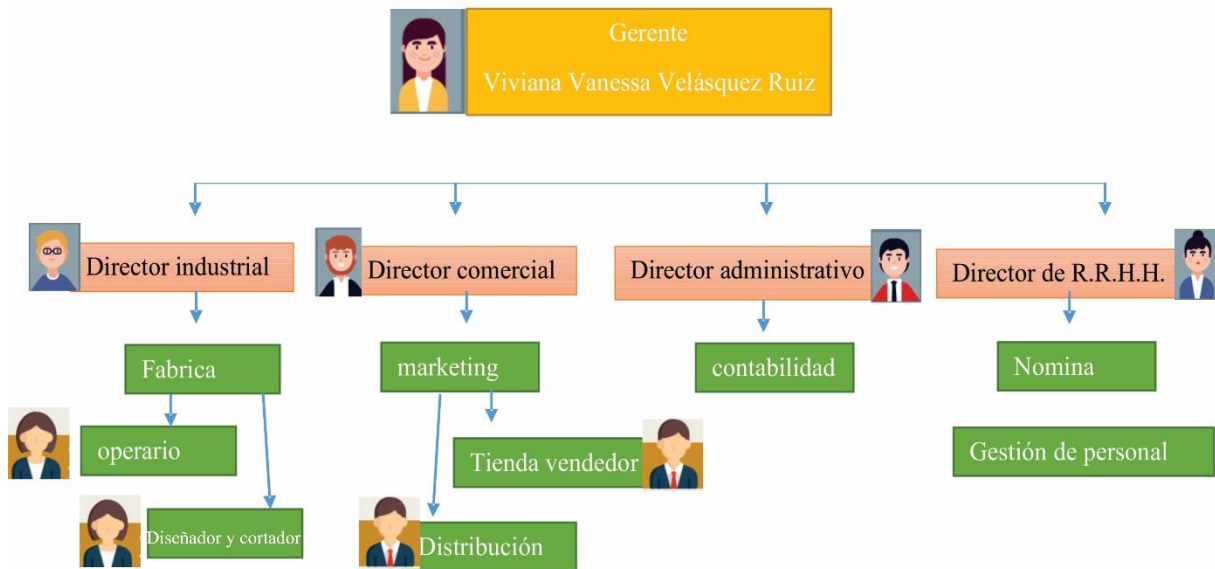 Gerente
Viviana Vanessa Velásquez Ruiz
Director industrial
Director comercial
Director administrativo
Director de R.R.H.H.
Fabrica
marketing
contabilidad
Nomina
operario
Tienda vendedor
Gestión de personal
Diseñador y cortador
Distribución